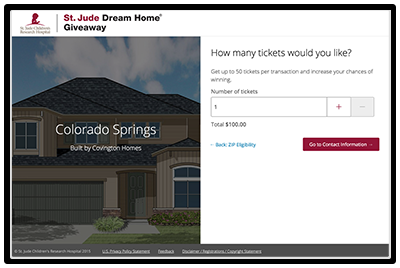 St. Jude Children's
Research Hospital
St. Jude Dream Home®
Giveaway
How many tickets would you like?
Get up to 50 tickets per transaction and increase your chances of
winning.
Number of tickets
1
+
−
Total $100.00
← Back: ZIP Eligibility
Go to Contact Information →
Colorado Springs
Built by Covington Homes
© St. Jude Children's Research Hospital 2019
U.S. Privacy Policy Statement
Feedback
Disclaimer / Registrations / Copyright Statement